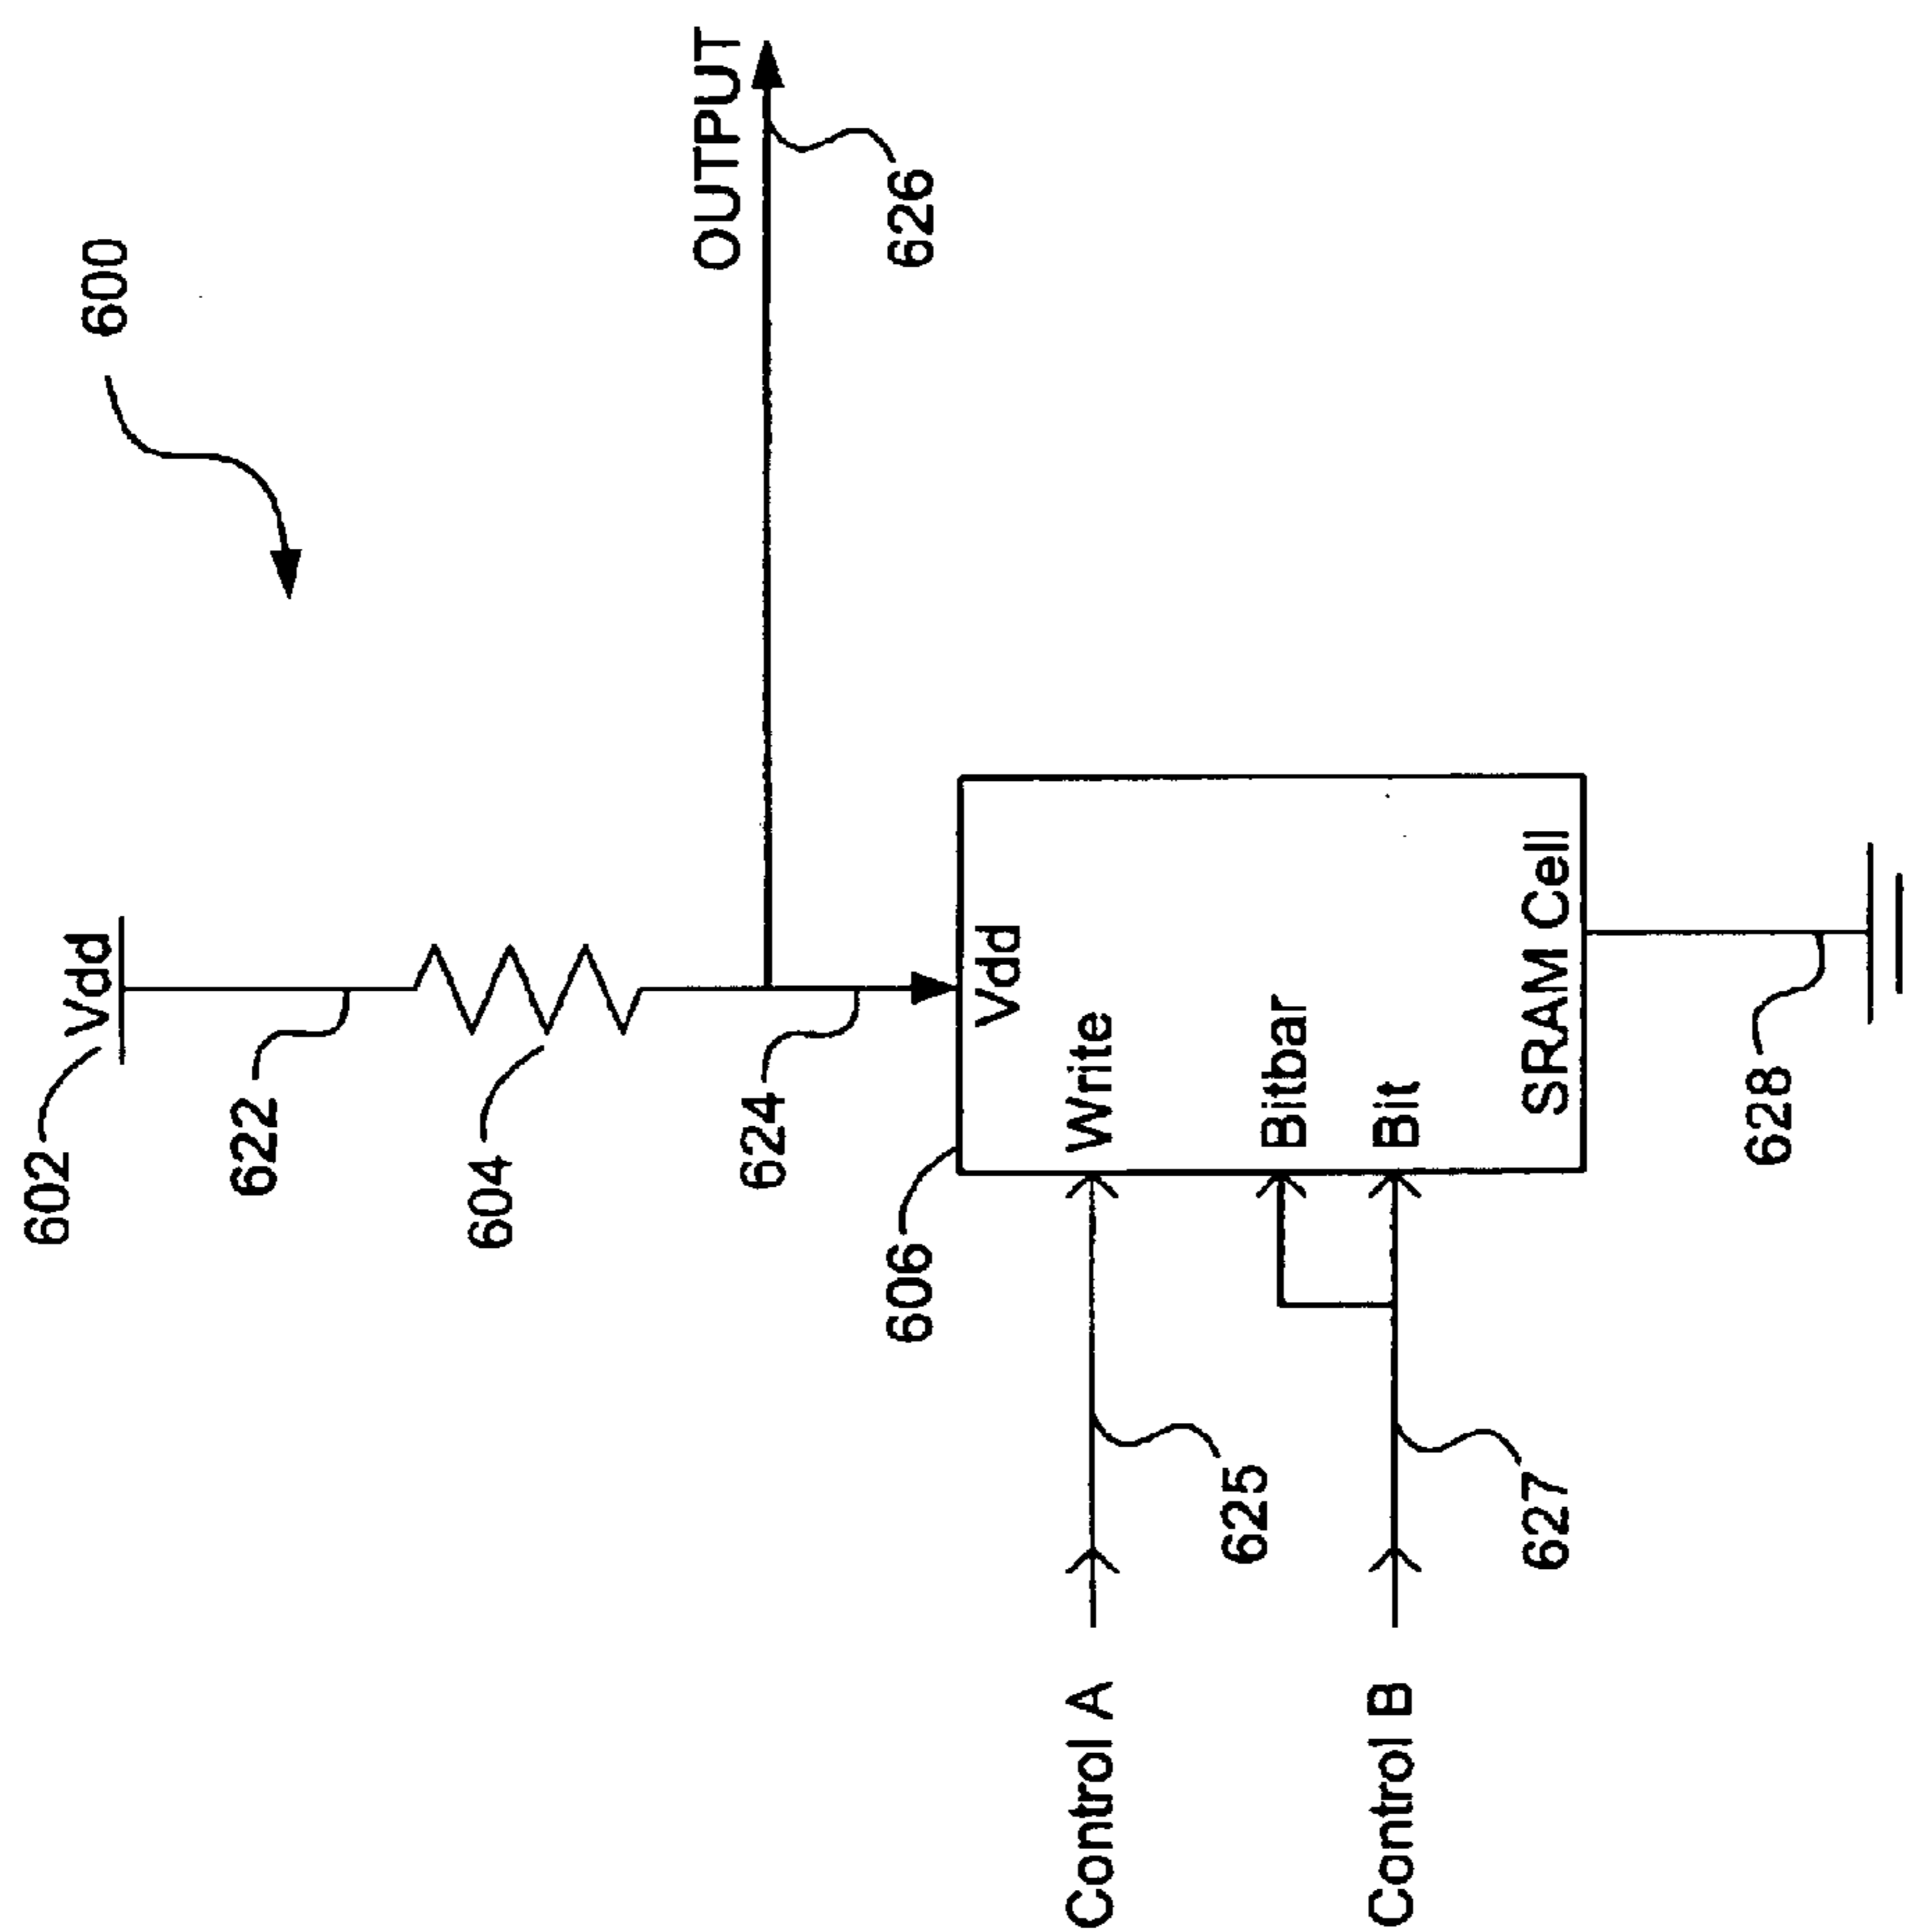 600
602
Vdd
622
604
624
OUTPUT
626
606
Vdd
Control A
625
Write
Bitbar
Control B
627
Bit
SRAM Cell
628